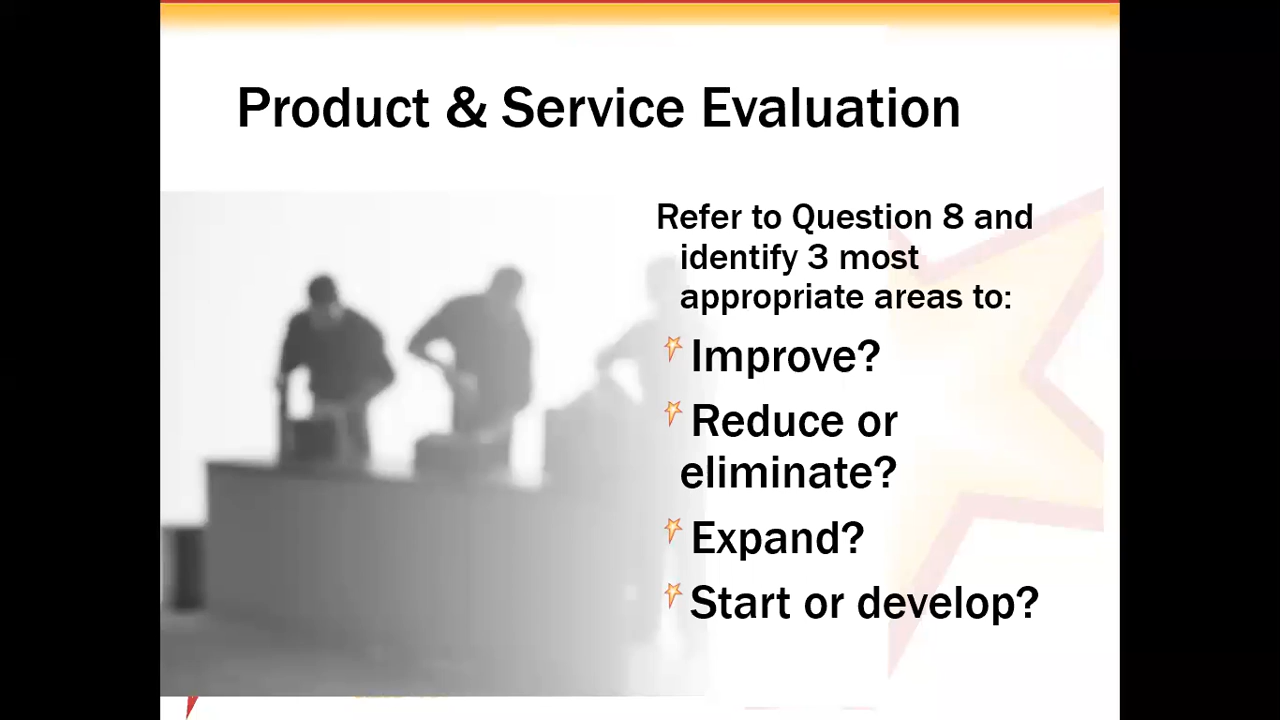 Product & Service Evaluation
Refer to Question 8 and
identify 3 most
appropriate areas to:
Improve?
Reduce or
eliminate?
Expand?
Start or develop?